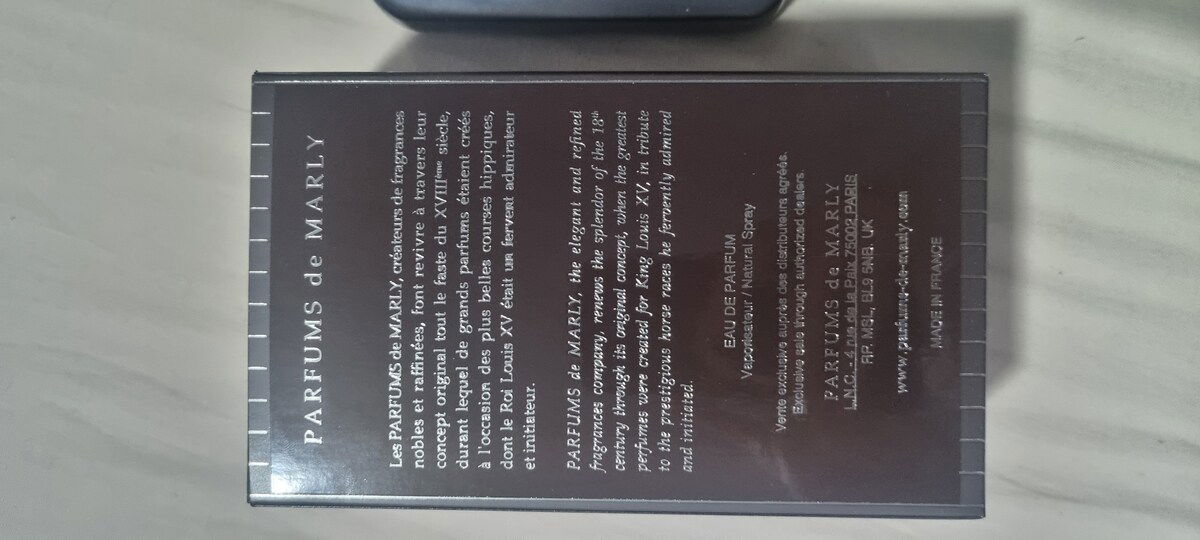 PARFUMS de MARLY
Les PARFUMS de MARLY, créateurs de fragrances
nobles et raffinées, font revivre à travers leur
concept original tout le faste du XVIIIème siècle,
durant lequel de grands parfums étaient créés
à l'occasion des plus belles courses hippiques,
dont le Roi Louis XV était un fervent admirateur
et initiateur.
PARFUMS de MARLY, the elegant and refined
fragrances company, renews the splendor of the 18th
century through its original concept, when the greatest
perfumes were created for King Louis XV, in tribute
to the prestigious horse races he fervently admired
and initiated.
EAU DE PARFUM
Vaporisateur / Natural Spray
Vente exclusive auprès des distributeurs agréés.
Exclusive sale through authorized dealers.
PARFUMS de MARLY
L.N.C. - 4 rue de la Paix 75002 PARIS
RP. MSL, BL9 5NB. UK
www.parfums-de-marly.com
MADE IN FRANCE